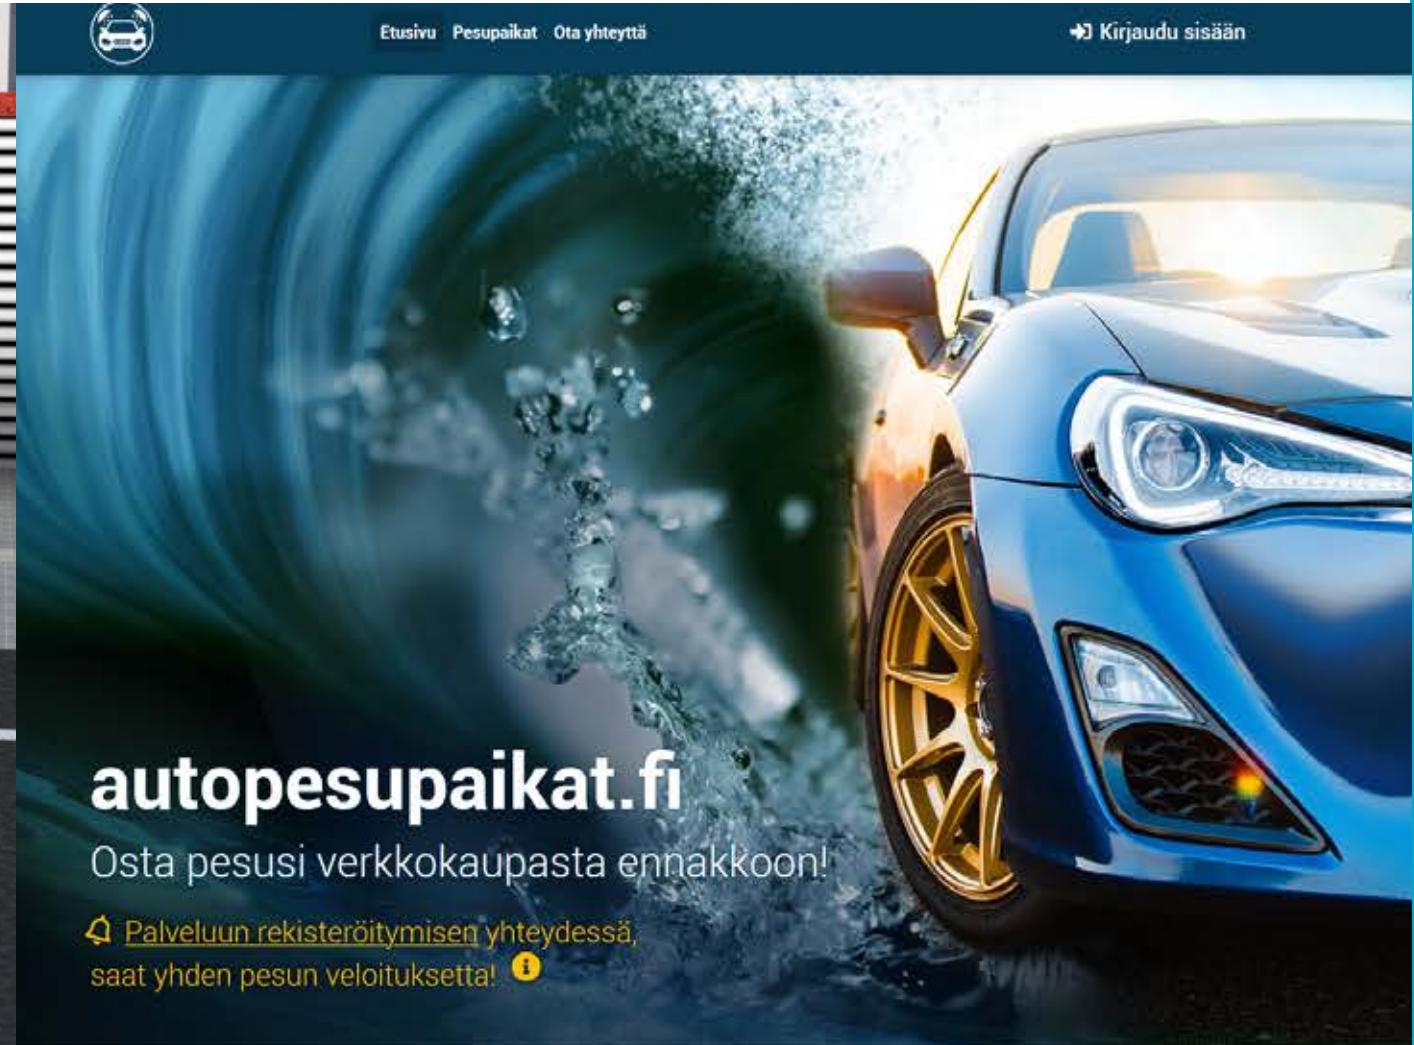 Etusivu Pesupaikat Ota yhteyttä
Kirjaudu sisään
autopesupaikat.fi
Osta pesusi verkkokaupasta ennakkoon!
Palveluun rekisteröitymisen yhteydessä,
saat yhden pesun veloituksetta!